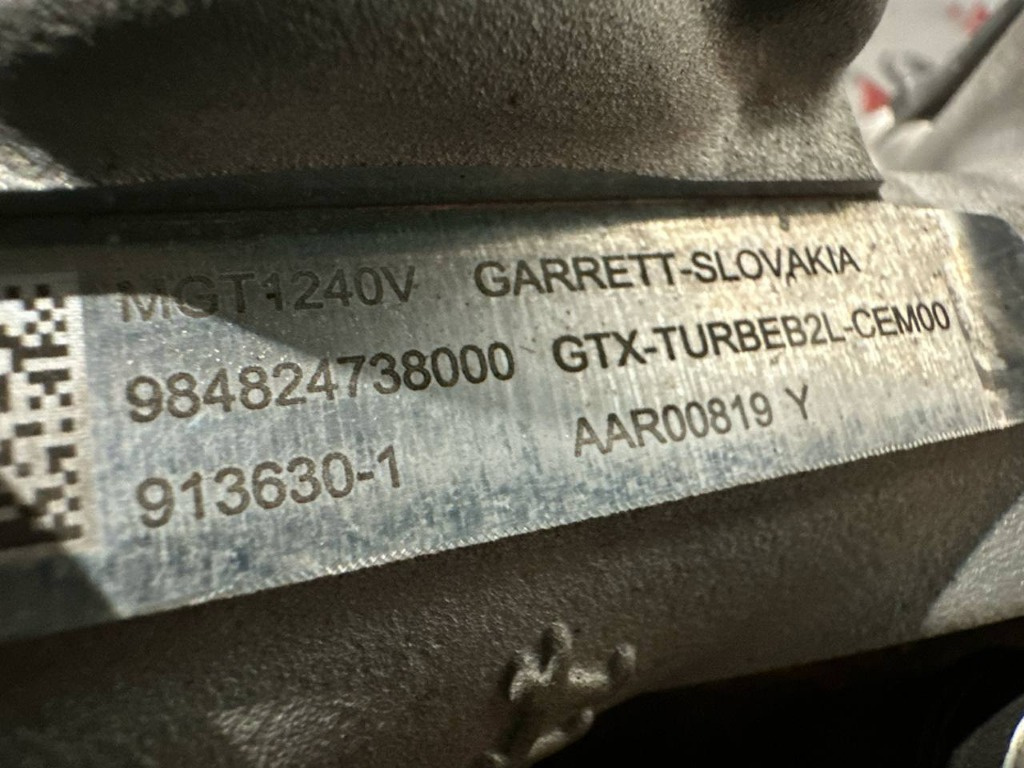 MGT1240V GARRETT-SLOVAKIA
984824738000 GTX-TURBEB2L-CEM00
913630-1 AAR00819 Y